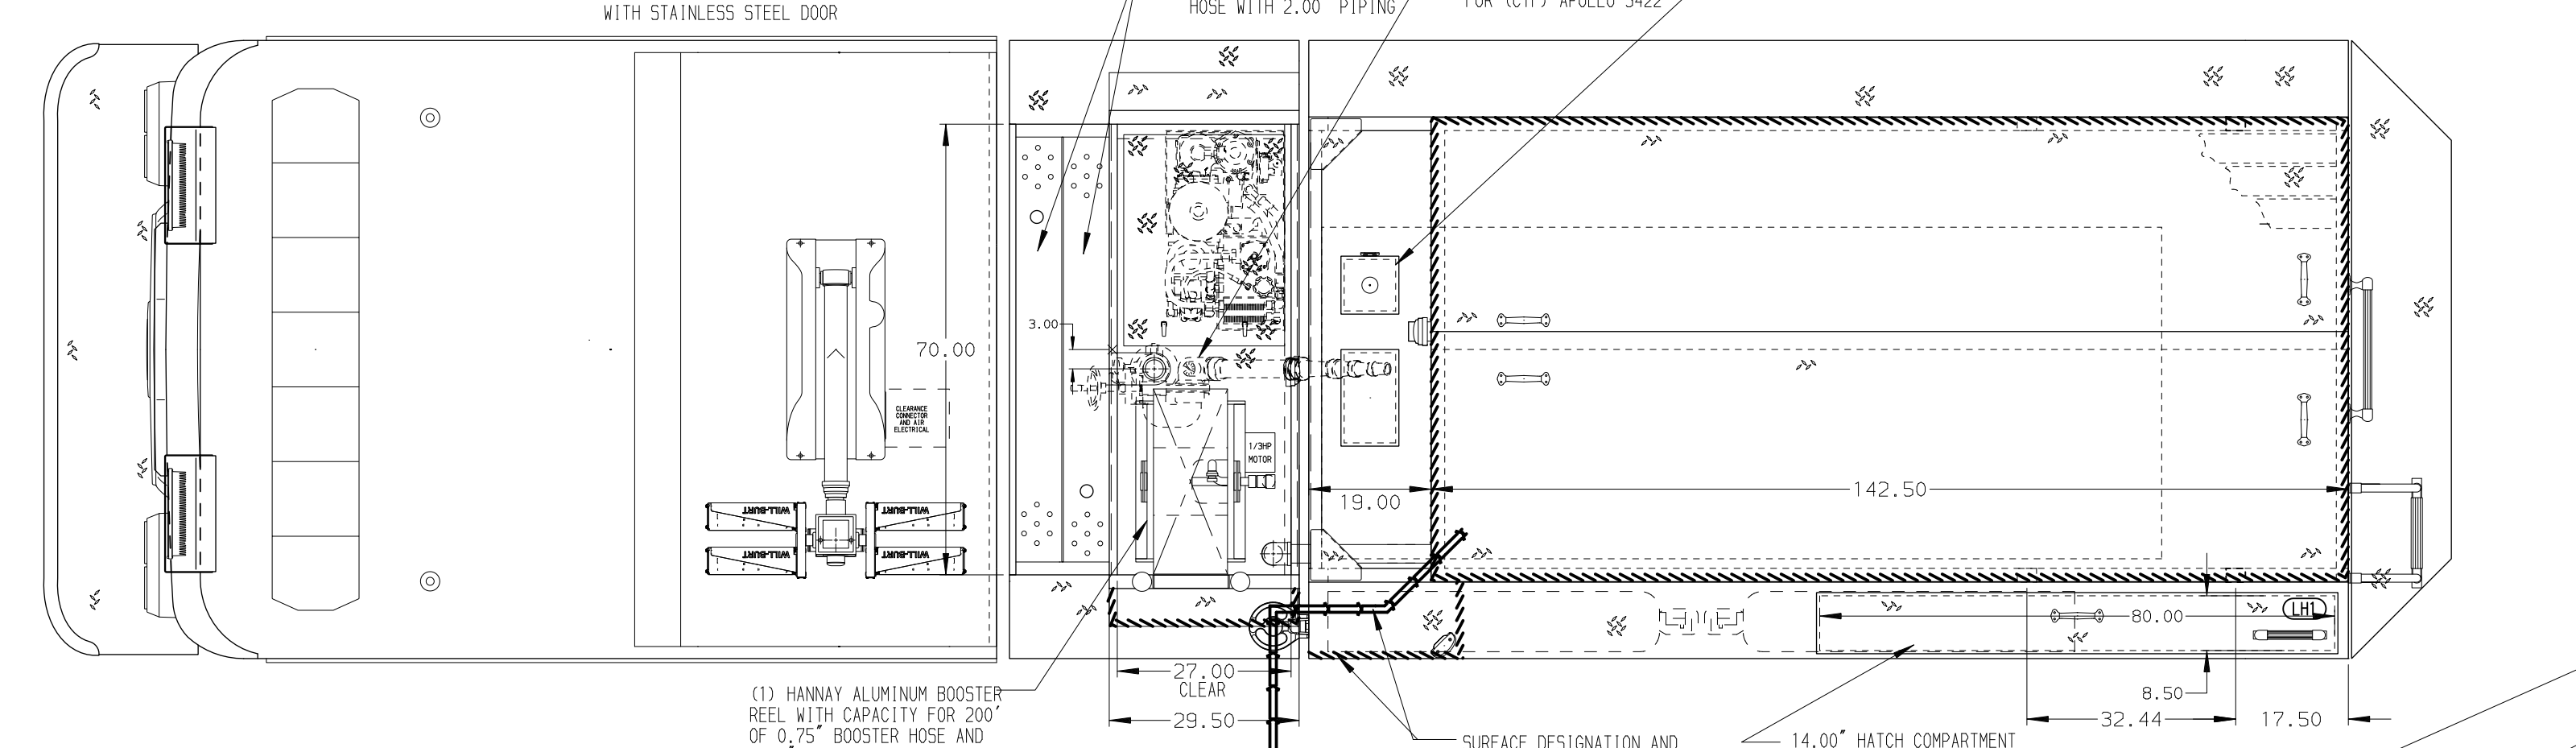 WITH STAINLESS STEEL DOOR
HOSE WITH 2.00" PIPING
FOR (CTF) APOLLO 3422
3.00
70.00
CLEARANCE
CONNECTOR
AND AIR
ELECTRICAL
1/3HP
MOTOR
WILL-BURT
WILL-BURT
WILL-BURT
WILL-BURT
19.00
142.50
80.00
LH1
27.00
CLEAR
29.50
8.50
32.44
17.50
(1) HANNAY ALUMINUM BOOSTER
REEL WITH CAPACITY FOR 200'
OF 0.75" BOOSTER HOSE AND
SURFACE DESIGNATION AND
14.00" HATCH COMPARTMENT